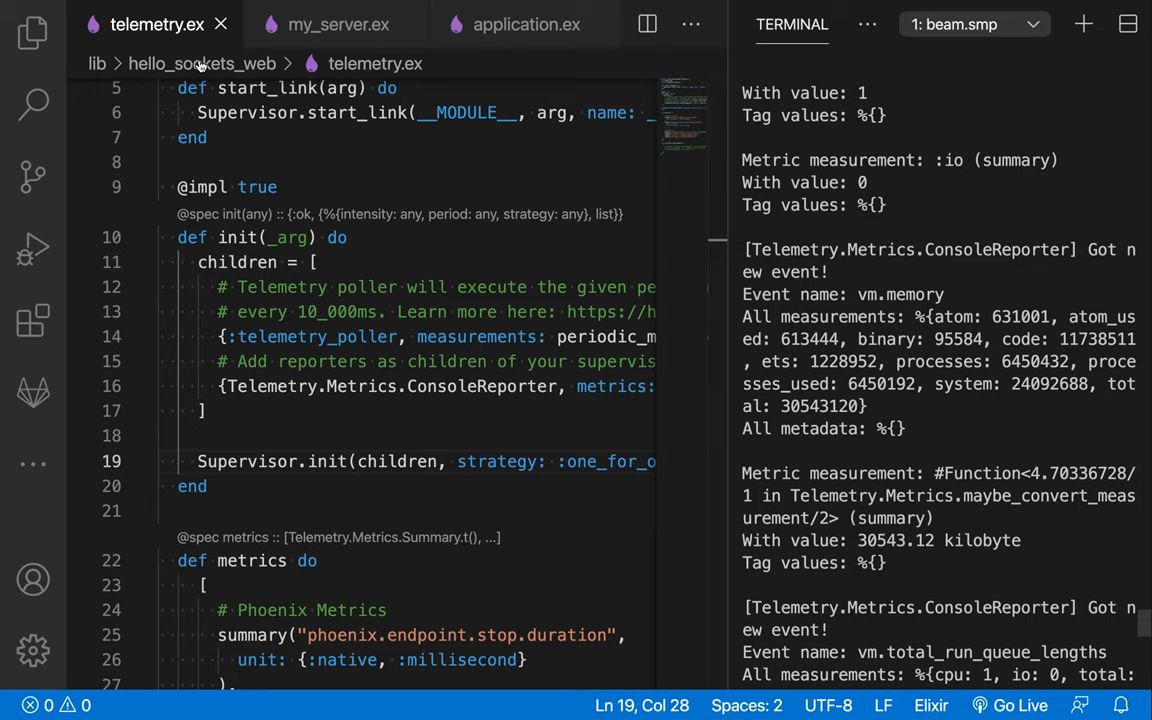 telemetry.ex
my_server.ex
application.ex
lib > hello_sockets_web > telemetry.ex
5 def start_link(arg) do
6 Supervisor.start_link(__MODULE__, arg, name: _
7 end
8
9 @impl true
@spec init(any) :: {:ok, {%{intensity: any, period: any, strategy: any}, list}}
10 def init(_arg) do
11 children = [
12 # Telemetry poller will execute the given pe
13 # every 10_000ms. Learn more here: https://h
14 {:telemetry_poller, measurements: periodic_m
15 # Add reporters as children of your supervis
16 {Telemetry.Metrics.ConsoleReporter, metrics:
17 ]
18
19 Supervisor.init(children, strategy: :one_for_o
20 end
21
@spec metrics :: [Telemetry.Metrics.Summary.t(), ...]
22 def metrics do
23 [
24 # Phoenix Metrics
25 summary("phoenix.endpoint.stop.duration",
26 unit: {:native, :millisecond}
27 ),
TERMINAL
1: beam.smp
With value: 1
Tag values: %{}
Metric measurement: :io (summary)
With value: 0
Tag values: %{}
[Telemetry.Metrics.ConsoleReporter] Got n
ew event!
Event name: vm.memory
All measurements: %{atom: 631001, atom_us
ed: 613444, binary: 95584, code: 11738511
, ets: 1228952, processes: 6450432, proce
sses_used: 6450192, system: 24092688, tot
al: 30543120}
All metadata: %{}
Metric measurement: #Function<4.70336728/
1 in Telemetry.Metrics.maybe_convert_meas
urement/2> (summary)
With value: 30543.12 kilobyte
Tag values: %{}
[Telemetry.Metrics.ConsoleReporter] Got n
ew event!
Event name: vm.total_run_queue_lengths
All measurements: %{cpu: 1, io: 0, total:
0 0
Ln 19, Col 28
Spaces: 2
UTF-8
LF
Elixir
Go Live